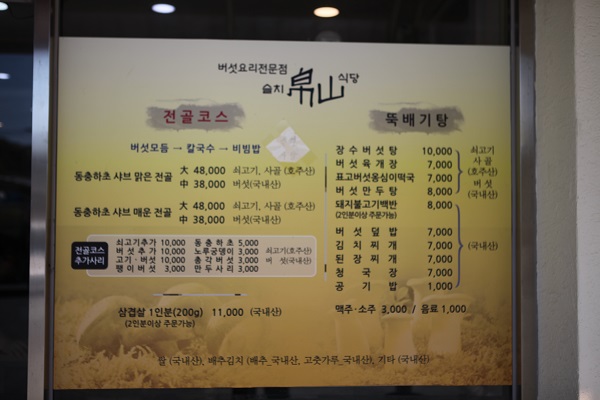 버섯요리전문점
슬치 帛山 식당
전골코스
버섯모듬 → 칼국수 → 비빔밥
동충하초 샤브 맑은 전골 大 48,000 쇠고기, 사골 (호주산)
中 38,000 버섯(국내산)
동충하초 샤브 매운 전골 大 48,000 쇠고기, 사골 (호주산)
中 38,000 버섯(국내산)
전골코스 추가사리
쇠고기추가 10,000 동충하초 5,000
버섯추가 10,000 노루궁뎅이 3,000 쇠고기(호주산)
고기·버섯 10,000 총각버섯 3,000 버섯(국내산)
팽이버섯 3,000 만두사리 3,000
삼겹살 1인분(200g) 11,000 (국내산)
(2인분이상 주문가능)
뚝배기탕
장수버섯탕 10,000 쇠고기
버섯육개장 7,000 사골
표고버섯옹심이떡국 7,000 (호주산)
버섯만두탕 8,000 버섯
돼지불고기백반 8,000 (국내산)
(2인분이상 주문가능)
버섯덮밥 7,000
김치찌개 7,000 (국내산)
된장찌개 7,000
청국장 7,000
공기밥 1,000
맥주·소주 3,000 / 음료 1,000
쌀 (국내산), 배추김치 (배추_국내산, 고춧가루_국내산), 기타 (국내산)